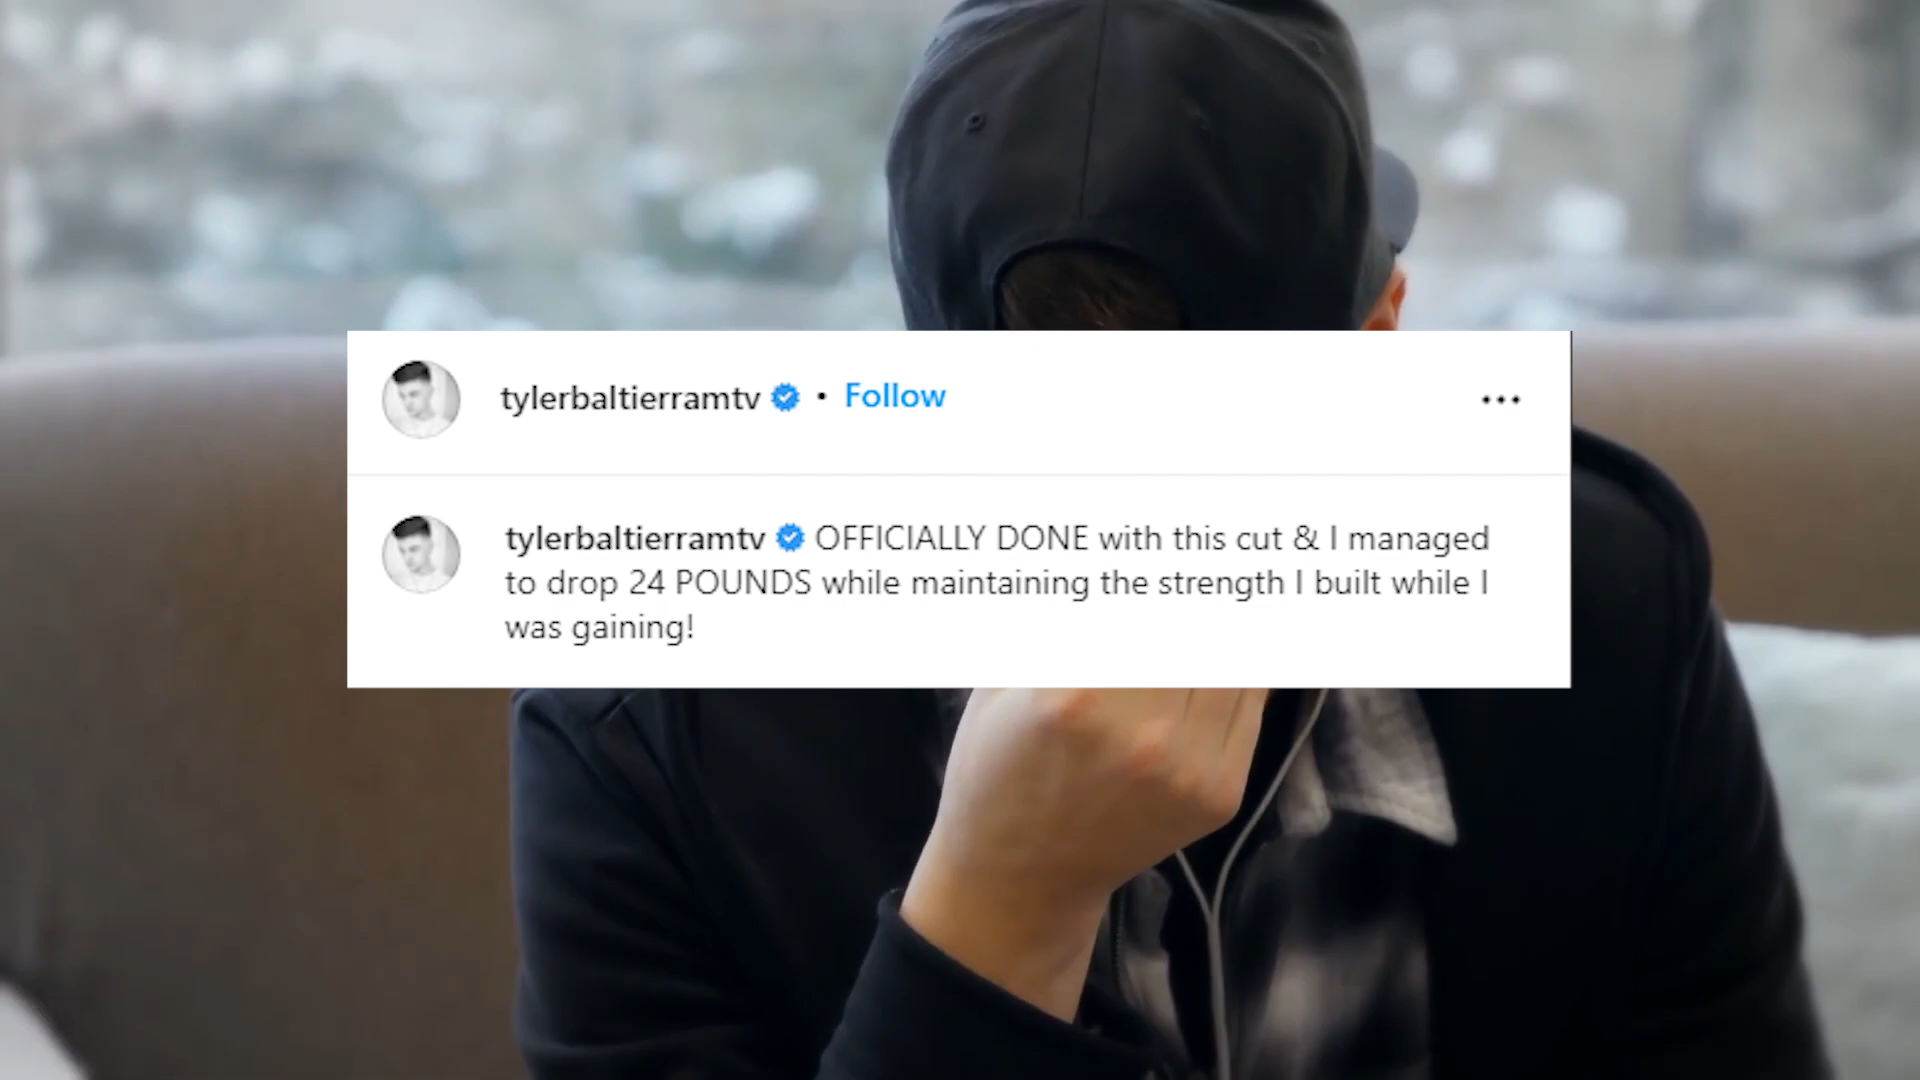 tylerbaltierramtv • Follow
tylerbaltierramtv OFFICIALLY DONE with this cut & I managed
to drop 24 POUNDS while maintaining the strength I built while I
was gaining!